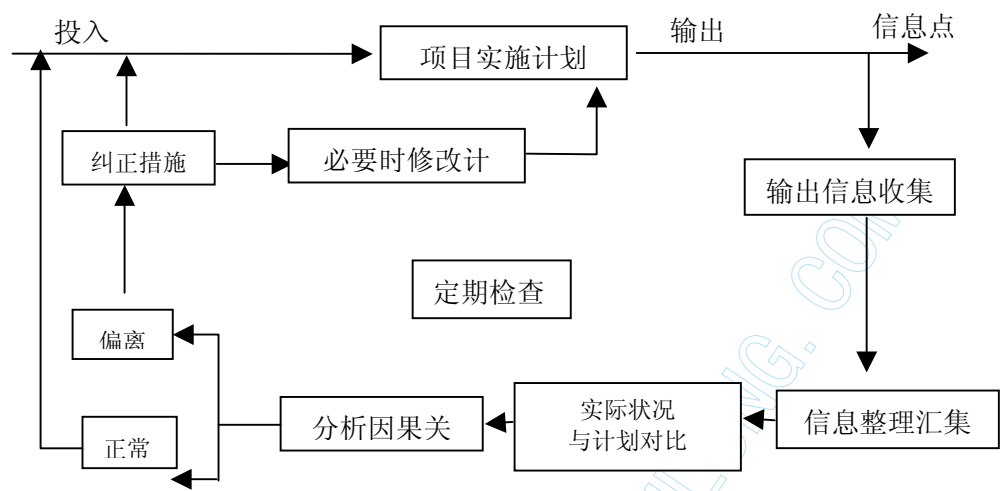 投入
输出
信息点
项目实施计划
纠正措施
必要时修改计
输出信息收集
定期检查
偏离
正常
分析因果关
实际状况
与计划对比
信息整理汇集